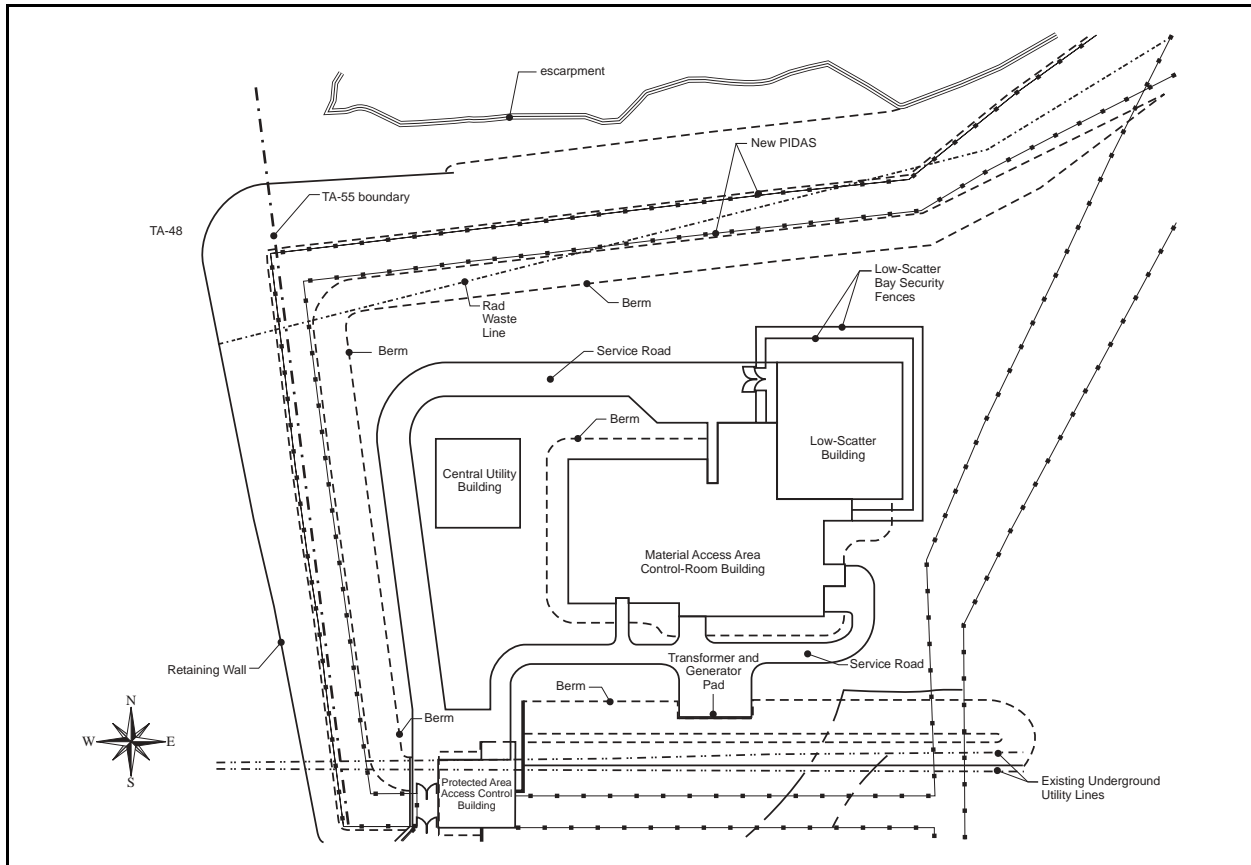 escarpment
New PIDAS
TA-55 boundary
TA-48
Low-Scatter
Bay Security
Fences
Rad
Waste
Line
Berm
Berm
Service Road
Berm
Low-Scatter
Building
Central Utility
Building
Material Access Area
Control-Room Building
Retaining Wall
Transformer and
Generator
Pad
Service Road
Berm
Berm
N
W
E
S
Protected Area
Access Control
Building
Existing Underground
Utility Lines